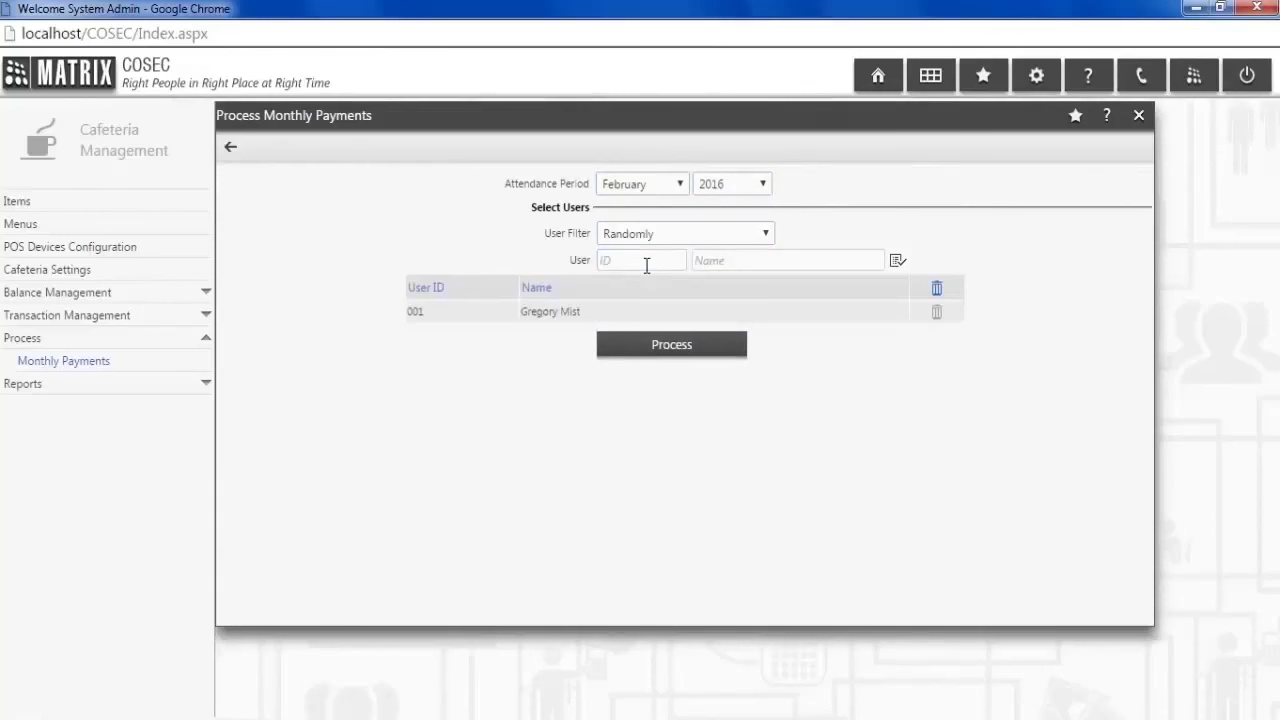 Welcome System Admin - Google Chrome
localhost/COSEC/Index.aspx
MATRIX COSEC
Right People in Right Place at Right Time
?
Cafeteria
Management
Items
Menus
POS Devices Configuration
Cafeteria Settings
Balance Management
Transaction Management
Process
Monthly Payments
Reports
Process Monthly Payments ?
Attendance Period February 2016
Select Users
User Filter Randomly
User ID Name
User ID Name
001 Gregory Mist
Process